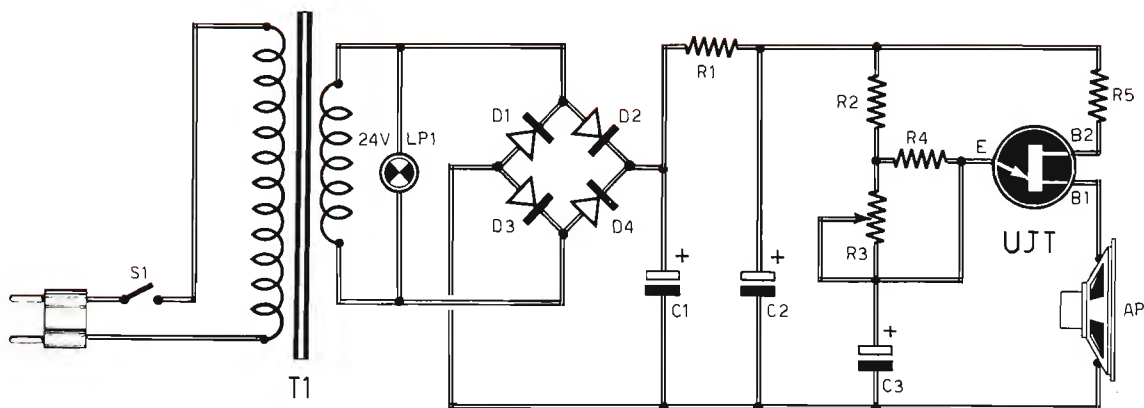 S1
T1
24V
LP1
D1
D2
D3
D4
R1
+
C1
+
C2
R2
R4
R3
+
C3
E
B2
B1
UJT
R5
AP